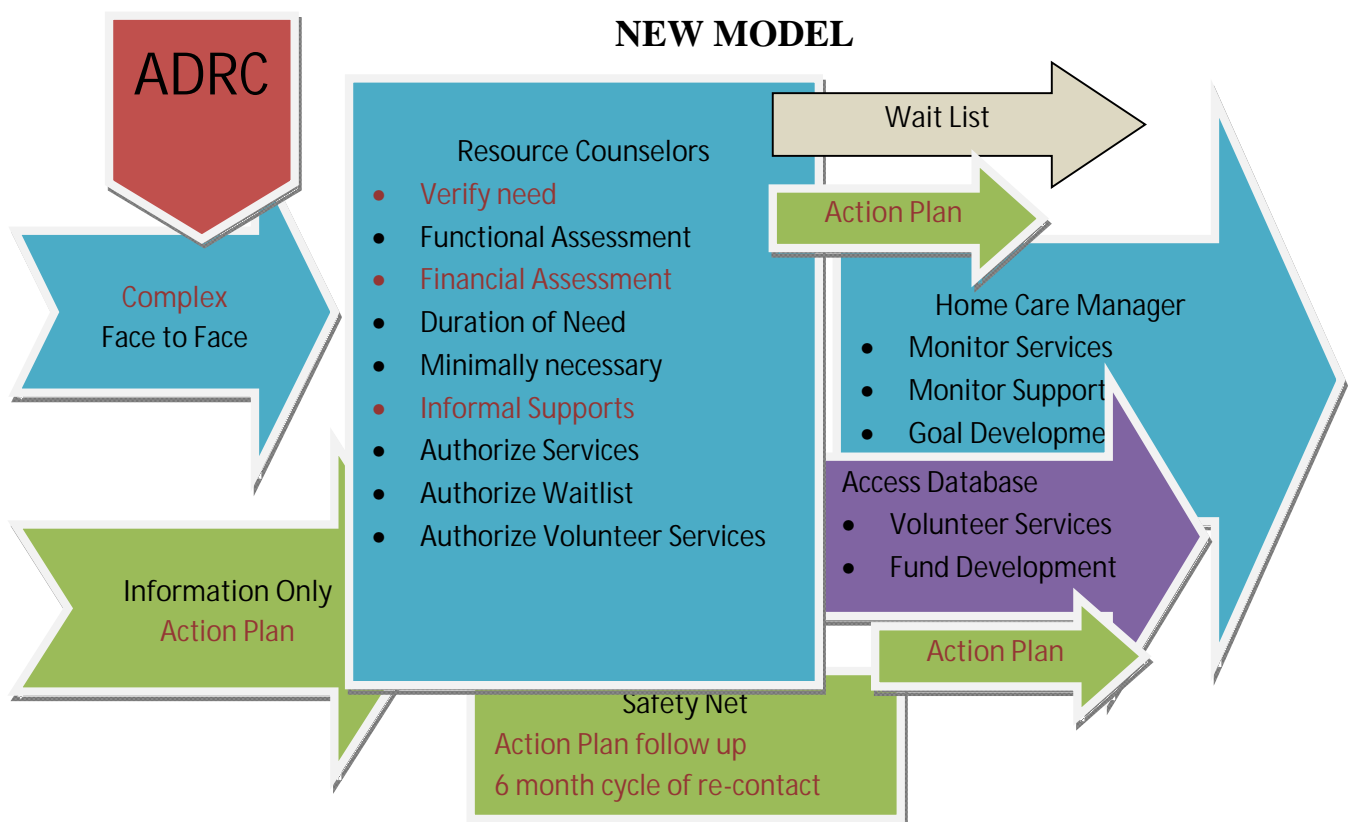 NEW MODEL
ADRC
Complex
Face to Face
Information Only
Action Plan
Resource Counselors
• Verify need
• Functional Assessment
• Financial Assessment
• Duration of Need
• Minimally necessary
• Informal Supports
• Authorize Services
• Authorize Waitlist
• Authorize Volunteer Services
Wait List
Action Plan
Home Care Manager
• Monitor Services
• Monitor Support
• Goal Developme
Access Database
• Volunteer Services
• Fund Development
Action Plan
Safety Net
Action Plan follow up
6 month cycle of re-contact